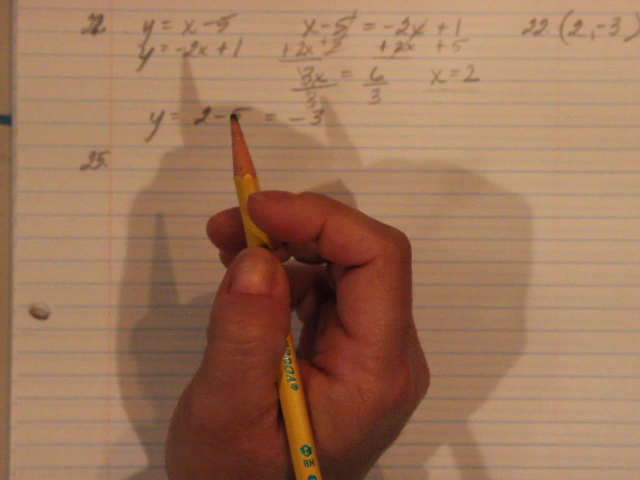 22. y = x - 5 x - 5 = -2x + 1 22. (2, -3)
y = -2x + 1 +2x +5 +2x +5
3x = 6 x = 2
3 3
y = 2 - 5 = -3
25.
HB